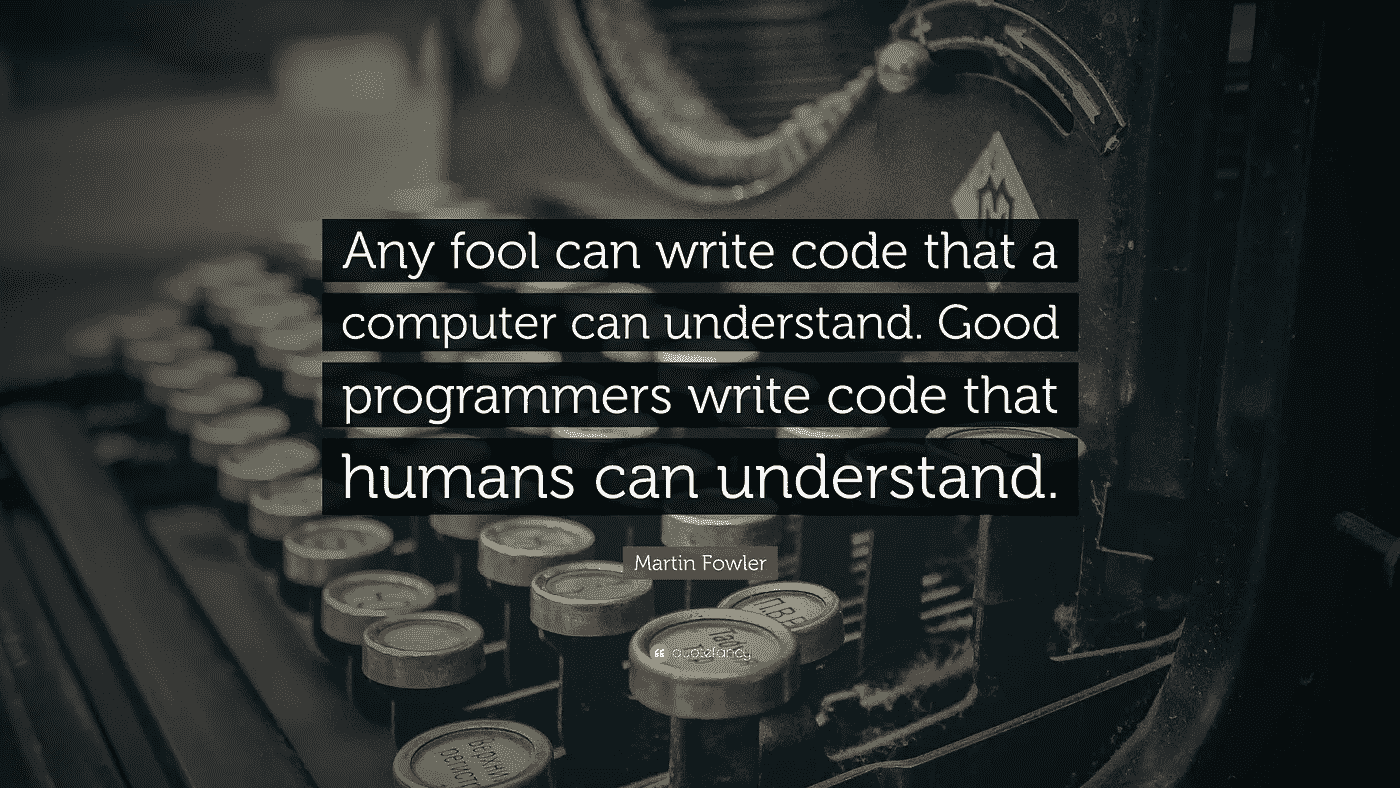 Any fool can write code that a
computer can understand. Good
programmers write code that
humans can understand.
Martin Fowler
П.ВЕ
quotefancy